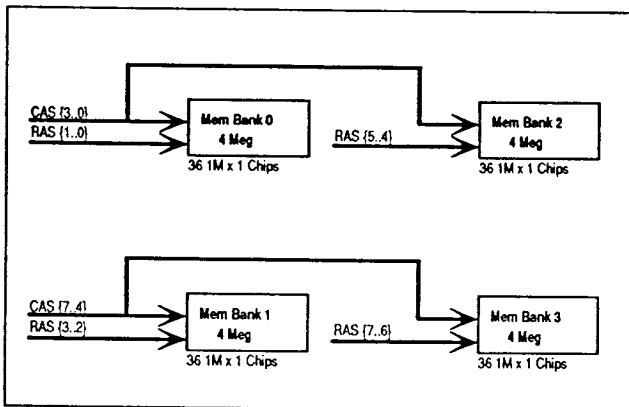 CAS {3..0}
RAS {1..0}
Mem Bank 0
4 Meg
36 1M x 1 Chips
RAS {5..4}
Mem Bank 2
4 Meg
36 1M x 1 Chips
CAS {7..4}
RAS {3..2}
Mem Bank 1
4 Meg
36 1M x 1 Chips
RAS {7..6}
Mem Bank 3
4 Meg
36 1M x 1 Chips